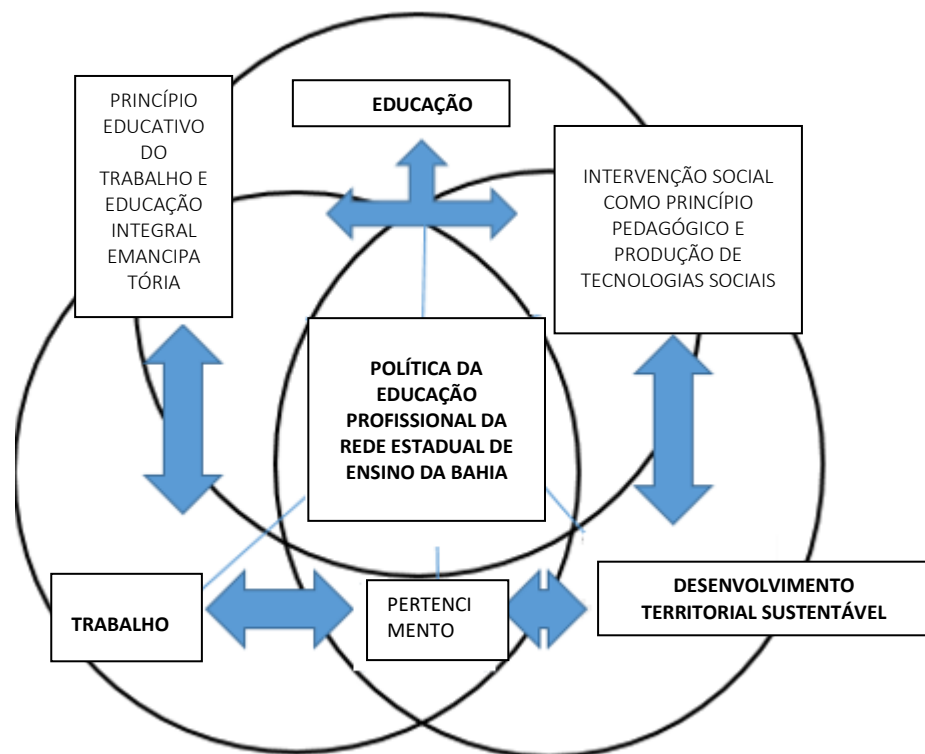 PRINCÍPIO
EDUCATIVO
DO
TRABALHO E
EDUCAÇÃO
INTEGRAL
EMANCIPA
TÓRIA
EDUCAÇÃO
INTERVENÇÃO SOCIAL
COMO PRINCÍPIO
PEDAGÓGICO E
PRODUÇÃO DE
TECNOLOGIAS SOCIAIS
POLÍTICA DA
EDUCAÇÃO
PROFISSIONAL DA
REDE ESTADUAL DE
ENSINO DA BAHIA
TRABALHO
PERTENCI
MENTO
DESENVOLVIMENTO
TERRITORIAL SUSTENTÁVEL